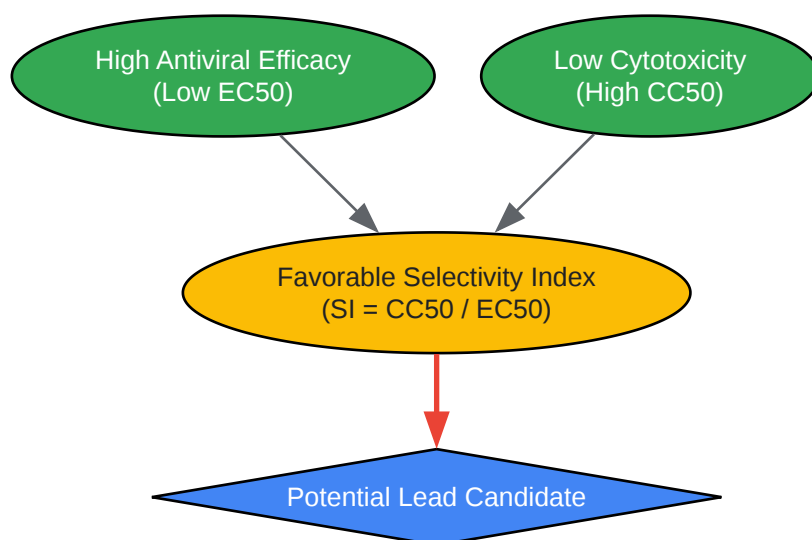 High Antiviral Efficacy
(Low EC50)
Low Cytotoxicity
(High CC50)
Favorable Selectivity Index
(SI = CC50 / EC50)
Potential Lead Candidate